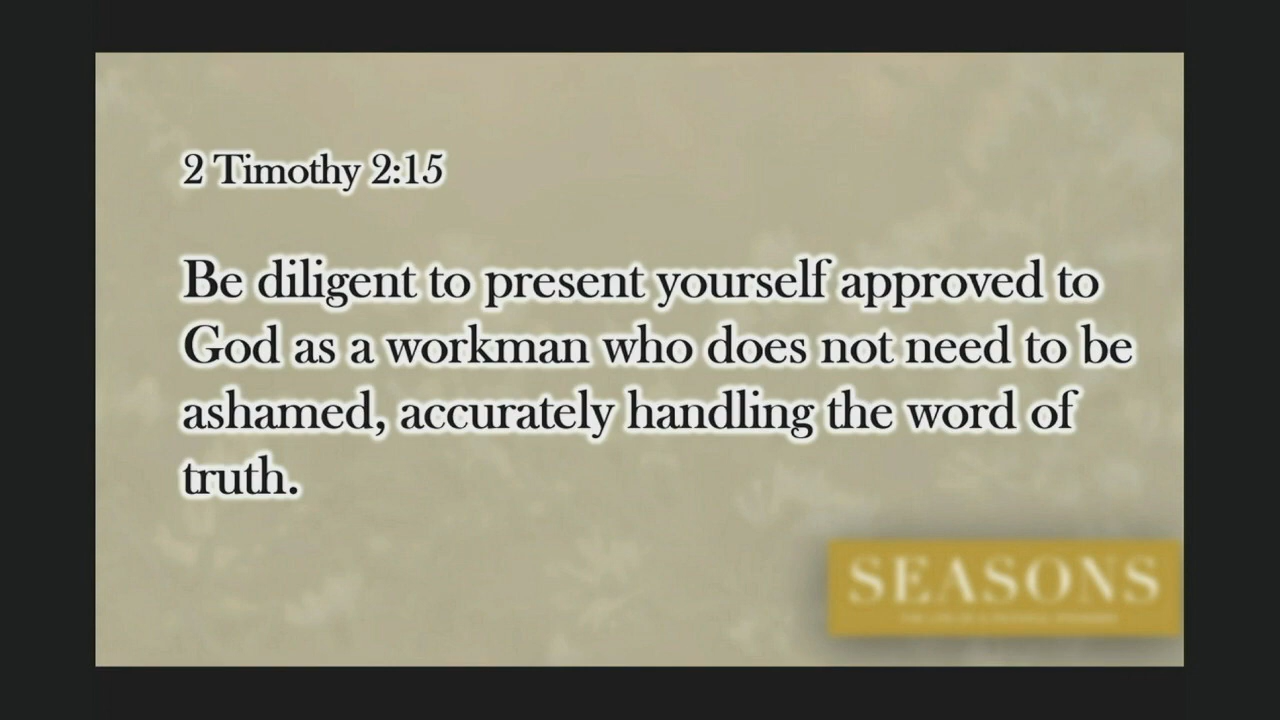 2 Timothy 2:15
Be diligent to present yourself approved to
God as a workman who does not need to be
ashamed, accurately handling the word of
truth.
SEASONS